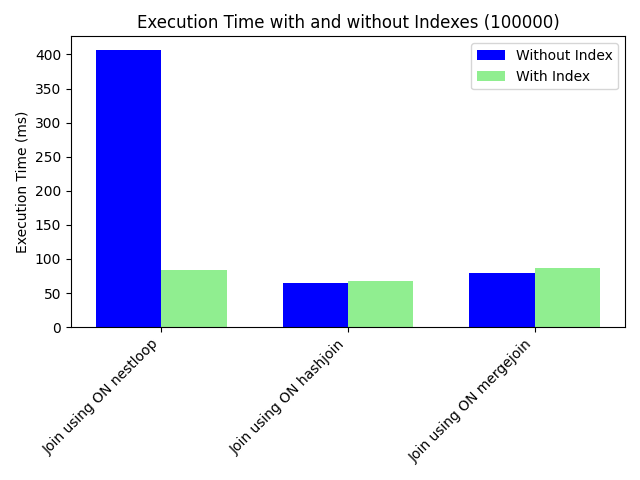 Execution Time with and without Indexes (100000)
Without Index
With Index
Execution Time (ms)
400
350
300
250
200
150
100
50
0
Join using ON nestloop
Join using ON hashjoin
Join using ON mergejoin